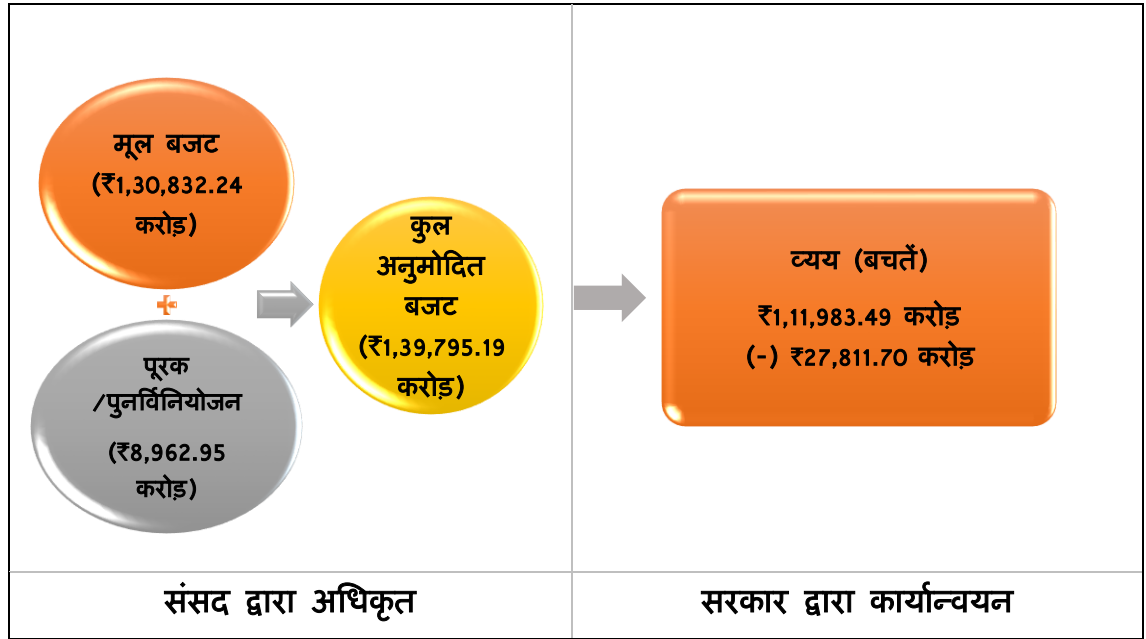 मूल बजट
(₹1,30,832.24
करोड़)
+
पूरक
/पुनर्विनियोजन
(₹8,962.95
करोड़)
कुल
अनुमोदित
बजट
(₹1,39,795.19
करोड़)
व्यय (बचतें)
₹1,11,983.49 करोड़
(-) ₹27,811.70 करोड़
संसद द्वारा अधिकृत
सरकार द्वारा कार्यान्वयन